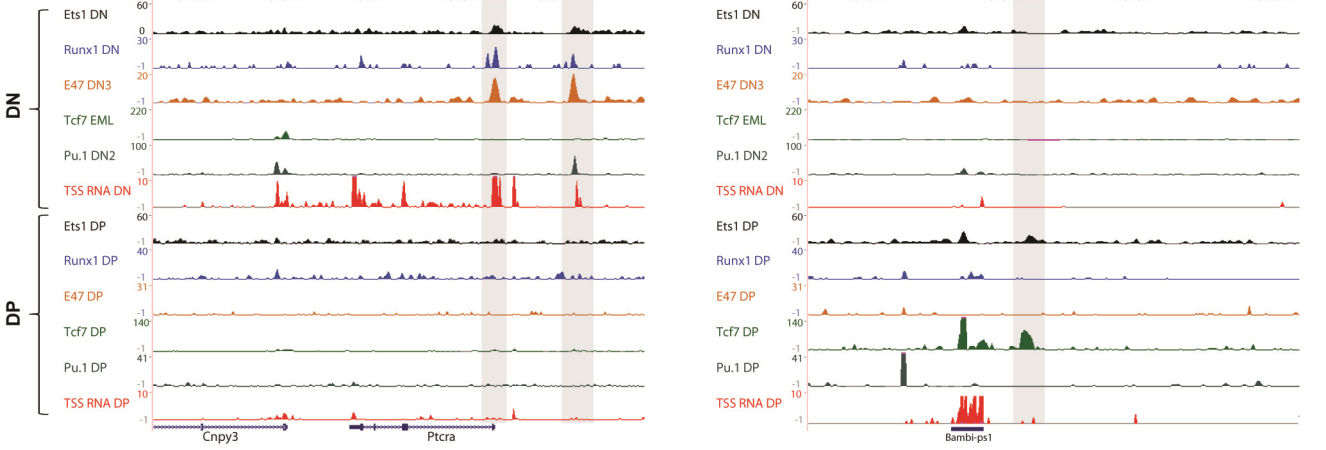 60
Ets1 DN
0
30
Runx1 DN
-1
20
E47 DN3
-1
220
Tcf7 EML
-1
100
Pu.1 DN2
-1
10
TSS RNA DN
DN
60
Ets1 DP
-1
40
Runx1 DP
-1
31
E47 DP
-1
140
Tcf7 DP
-1
41
Pu.1 DP
-1
10
TSS RNA DP
-1
DP
Cnpy3
Ptcra
60
Ets1 DN
-1
30
Runx1 DN
-1
20
E47 DN3
-1
220
Tcf7 EML
-1
100
Pu.1 DN2
-1
10
TSS RNA DN
60
Ets1 DP
-1
40
Runx1 DP
-1
31
E47 DP
-1
140
Tcf7 DP
-1
41
Pu.1 DP
-1
10
TSS RNA DP
-1
Bambi-ps1